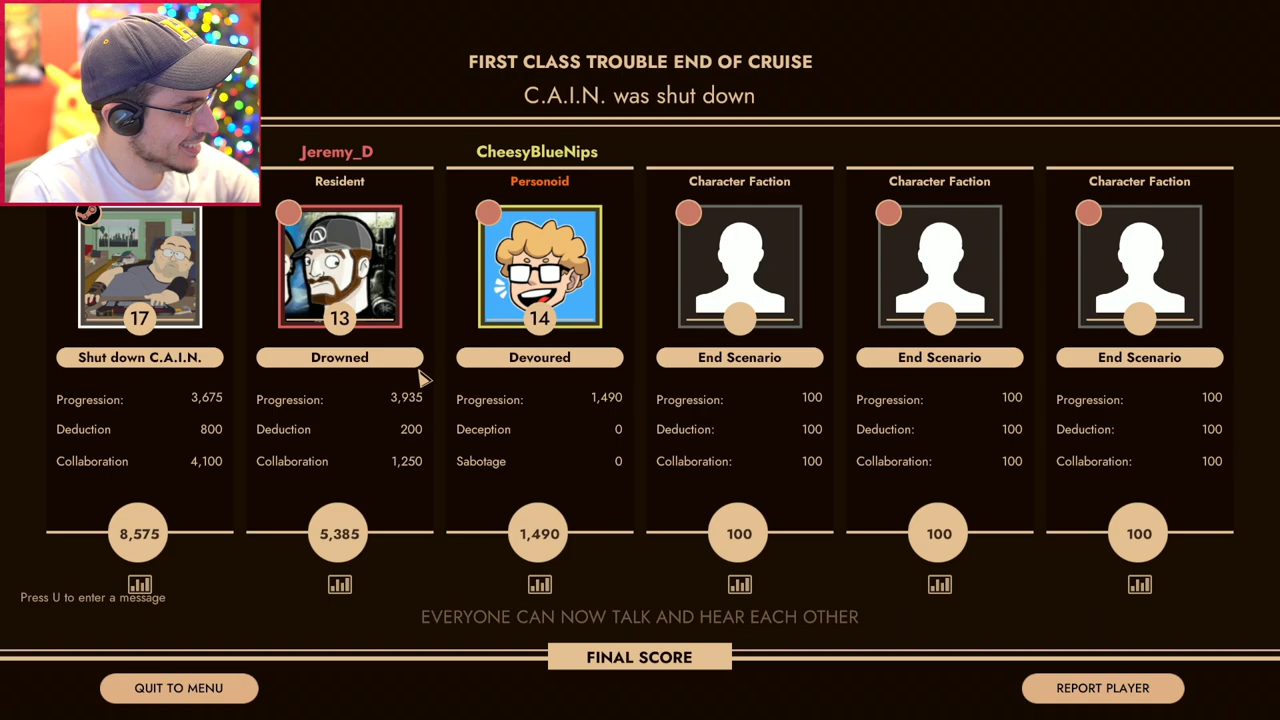 FIRST CLASS TROUBLE END OF CRUISE
C.A.I.N. was shut down
Jeremy_D
CheesyBlueNips
Resident
Personoid
Character Faction
Character Faction
Character Faction
17
13
14
Shut down C.A.I.N.
Drowned
Devoured
End Scenario
End Scenario
End Scenario
Progression: 3,675
Progression: 3,935
Progression: 1,490
Progression: 100
Progression: 100
Progression: 100
Deduction 800
Deduction 200
Deception 0
Deduction: 100
Deduction: 100
Deduction: 100
Collaboration 4,100
Collaboration 1,250
Sabotage 0
Collaboration: 100
Collaboration: 100
Collaboration: 100
8,575
5,385
1,490
100
100
100
Press U to enter a message
EVERYONE CAN NOW TALK AND HEAR EACH OTHER
FINAL SCORE
QUIT TO MENU
REPORT PLAYER